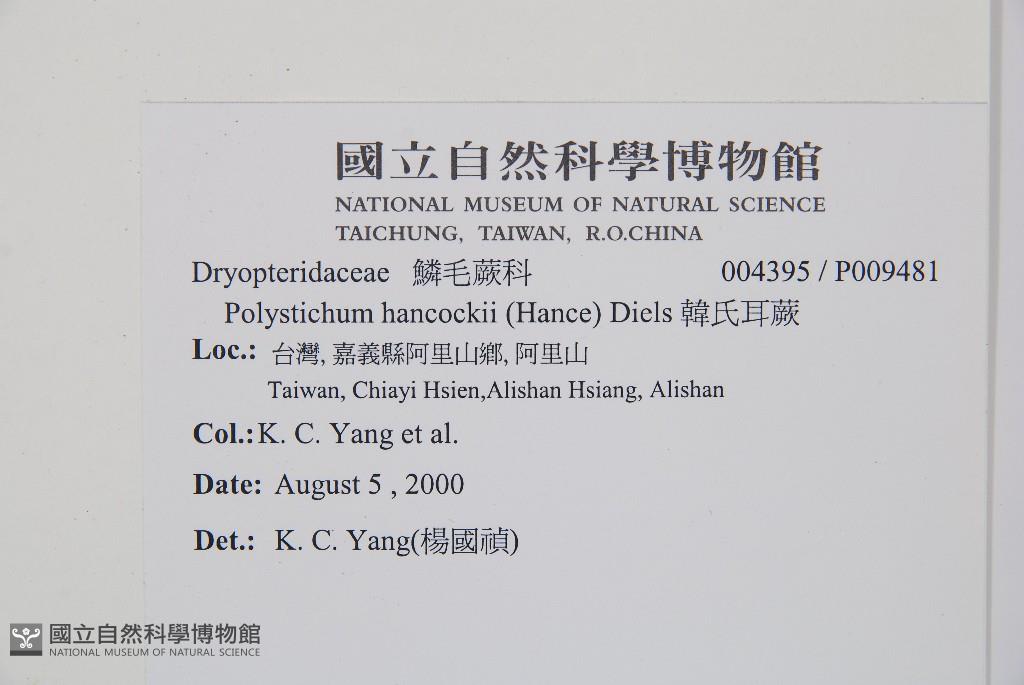 國立自然科學博物館
NATIONAL MUSEUM OF NATURAL SCIENCE
TAICHUNG, TAIWAN, R.O.CHINA
Dryopteridaceae 鱗毛蕨科 004395 / P009481
Polystichum hancockii (Hance) Diels 韓氏耳蕨
Loc.: 台灣, 嘉義縣阿里山鄉, 阿里山
Taiwan, Chiayi Hsien,Alishan Hsiang, Alishan
Col.: K. C. Yang et al.
Date: August 5 , 2000
Det.: K. C. Yang(楊國禎)
國立自然科學博物館
NATIONAL MUSEUM OF NATURAL SCIENCE